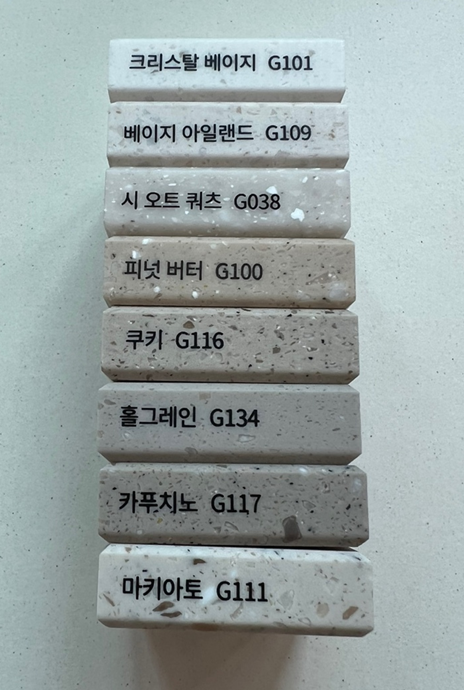 크리스탈 베이지 G101
베이지 아일랜드 G109
시 오트 쿼츠 G038
피넛 버터 G100
쿠키 G116
홀그레인 G134
카푸치노 G117
마키아토 G111